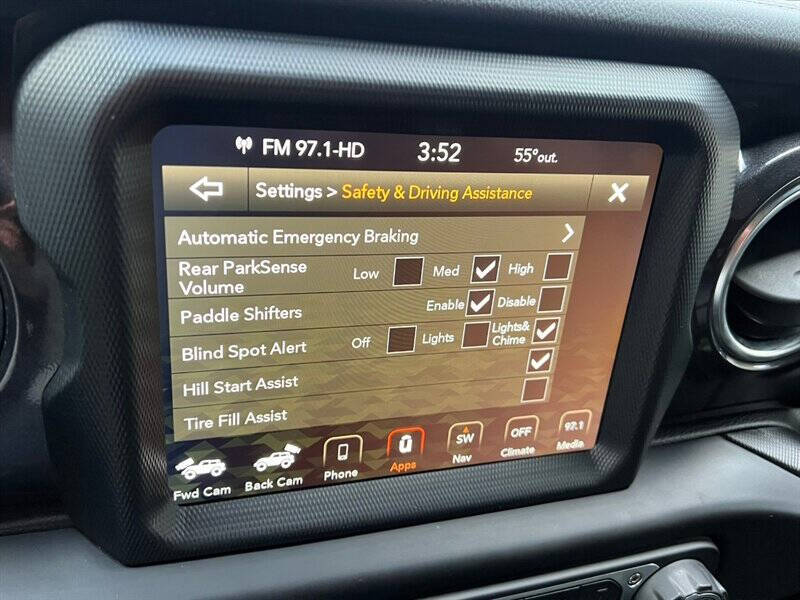 FM 97.1-HD 3:52 55°out.
Settings > Safety & Driving Assistance X
Automatic Emergency Braking >
Rear ParkSense
Volume
Low Med High
Paddle Shifters Enable Disable
Blind Spot Alert Off Lights
Lights&
Chime
Hill Start Assist
Tire Fill Assist
Fwd Cam
Back Cam
Phone
Apps
SW
Nav
OFF
Climate
97.1
Media